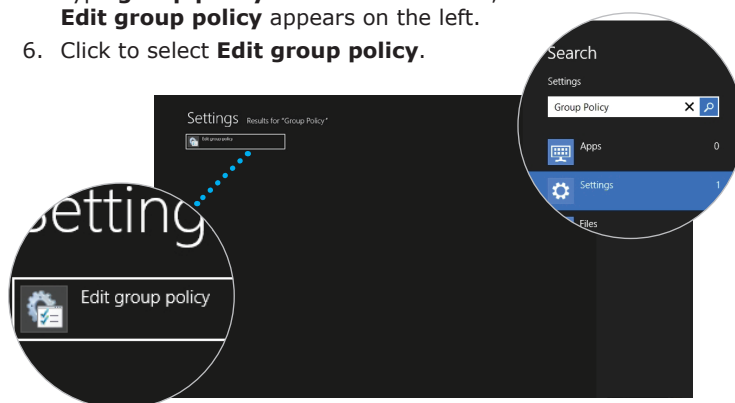 Edit group policy appears on the left.
6. Click to select Edit group policy.
Search
Settings
Group Policy
Apps 0
Settings 1
Files
Settings Results for "Group Policy"
Edit group policy
Setting
Edit group policy